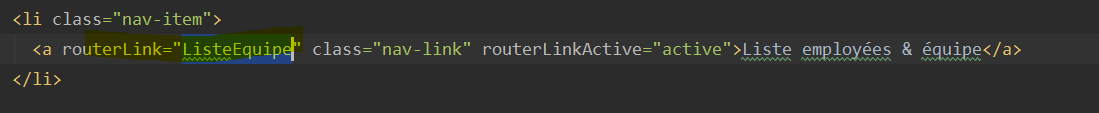 <li class="nav-item">
<a routerLink="ListeEquipe" class="nav-link" routerLinkActive="active">Liste employées & équipe</a>
</li>